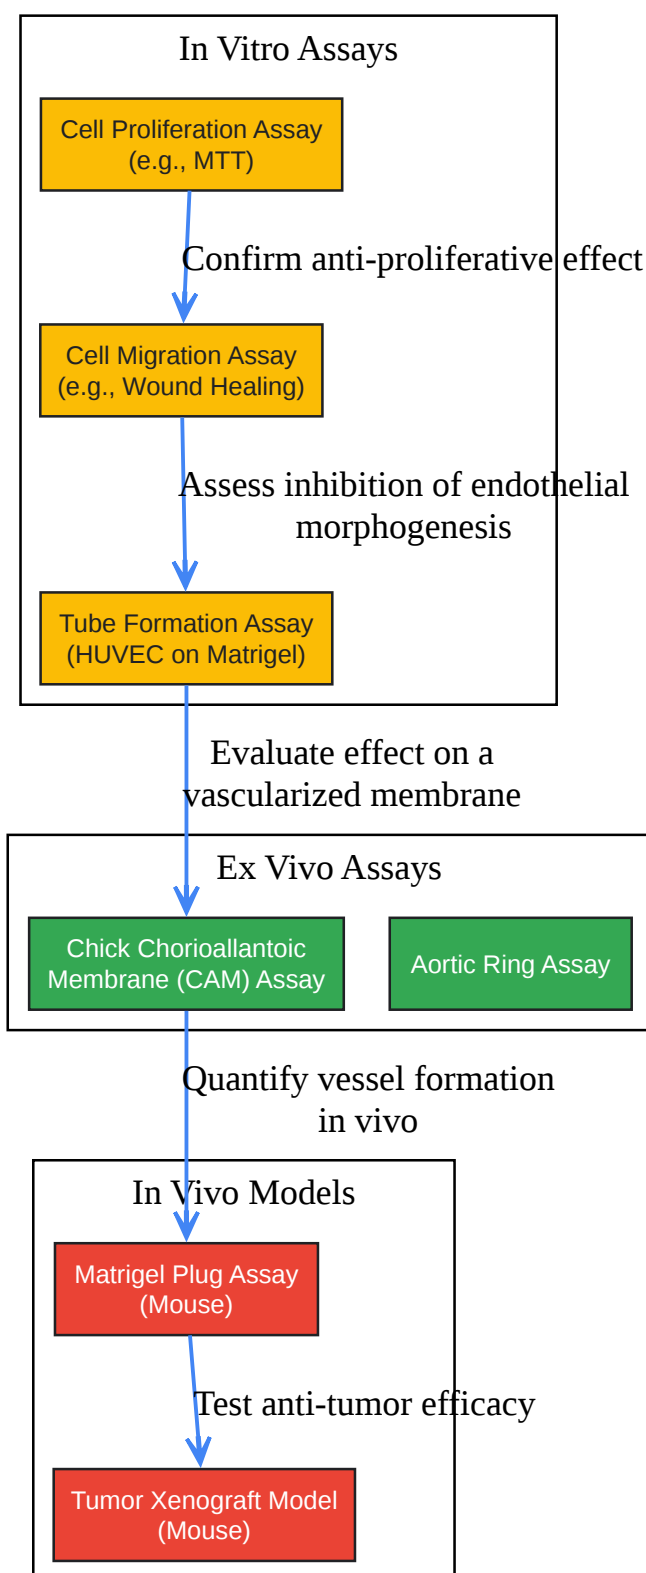 In Vitro Assays
Cell Proliferation Assay
(e.g., MTT)
Confirm anti-proliferative effect
Cell Migration Assay
(e.g., Wound Healing)
Assess inhibition of endothelial
morphogenesis
Tube Formation Assay
(HUVEC on Matrigel)
Evaluate effect on a
vascularized membrane
Ex Vivo Assays
Chick Chorioallantoic
Membrane (CAM) Assay
Aortic Ring Assay
Quantify vessel formation
in vivo
In Vivo Models
Matrigel Plug Assay
(Mouse)
Test anti-tumor efficacy
Tumor Xenograft Model
(Mouse)